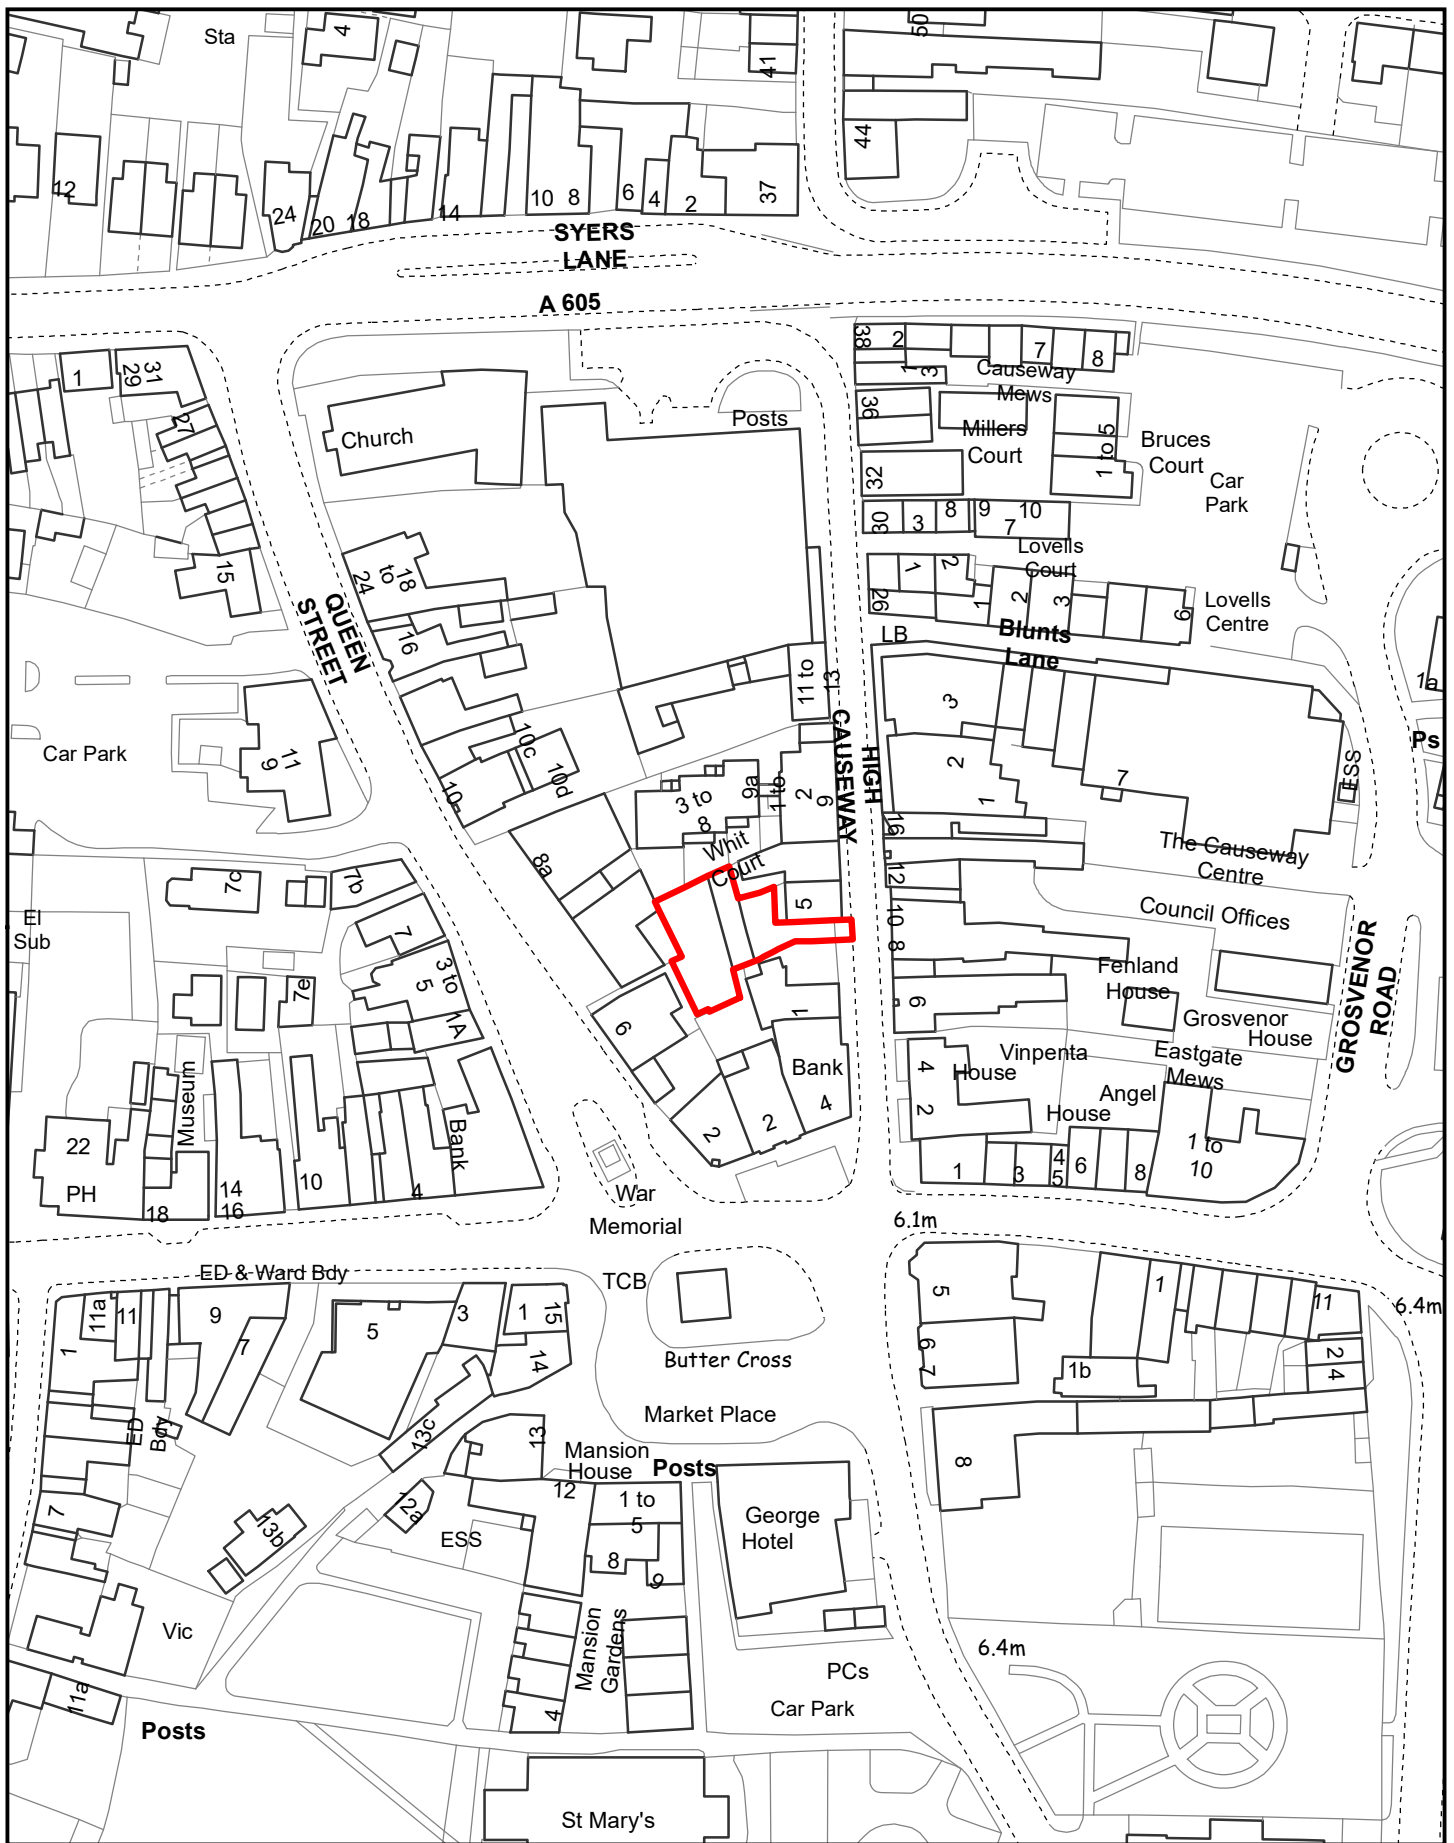 Sta
4
41
50
44
12
24
20
18
14
10
8
6
4
2
37
SYERS
LANE
A 605
1
29
31
27
15
Church
Posts
38
2
1
3
7
8
Causeway
Mews
36
Millers
Court
1 to 5
Bruces
Court
Car
Park
32
30
3
8
9
10
7
Lovells
Court
26
1
2
1
2
3
6
Lovells
Centre
LB
Blunts
Lane
QUEEN
STREET
18
to
24
16
10c
10d
10
11 to
13
HIGH
CAUSEWAY
Car Park
11
9
3 to
8
9a
1 to
2
9
Whit
Court
3
2
1
7
ESS
1a
Ps
16
12
10
8
6
The Causeway
Centre
Council Offices
GROSVENOR
ROAD
8a
5
1
6
El
Sub
7c
7b
7
3 to
5
1A
7e
Fenland
House
Grosvenor
House
Vinpenta
House
Eastgate
Mews
Angel
House
4
2
Bank
4
2
2
1
3
4
5
6
8
1 to
10
Museum
22
PH
18
14
16
10
4
Bank
War
Memorial
6.1m
ED & Ward Bdy
TCB
Butter Cross
Market Place
11a
11
9
7
1
5
3
1
15
14
13c
13
ED
Bdy
7
13b
12a
ESS
Mansion
House
12
Posts
1 to
5
8
9
George
Hotel
5
6
7
1
11
6.4m
2
4
1b
8
Mansion
Gardens
4
PCs
Car Park
6.4m
Vic
11a
Posts
St Mary's